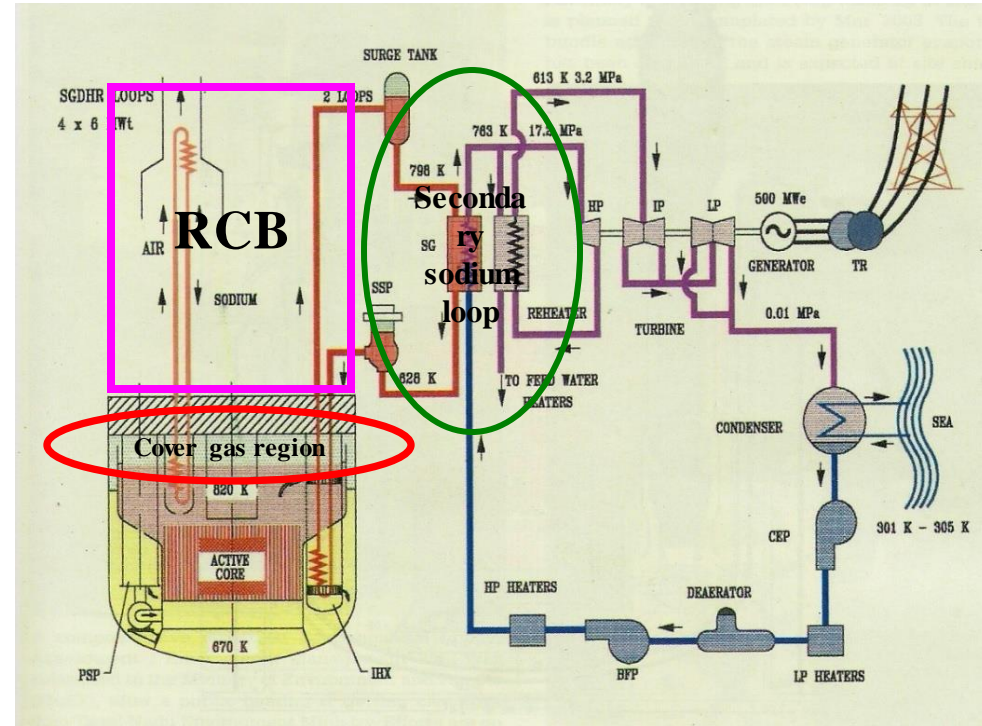 SURGE TANK
613 K 3.2 MPa
SGDHR LOOPS
4 x 6 MWt
2 LOOPS
763 K
17.2 MPa
798 K
RCB
Seconda
ry
sodium
loop
HP
IP
LP
500 MWe
SG
AIR
GENERATOR
TR
SSP
SODIUM
REHEATER
TURBINE
0.01 MPa
628 K
TO FEED WATER
HEATERS
CONDENSER
SEA
Cover gas region
820 K
301 K - 305 K
CEP
ACTIVE
CORE
HP HEATERS
DEAERATOR
670 K
PSP
IHX
BFP
LP HEATERS